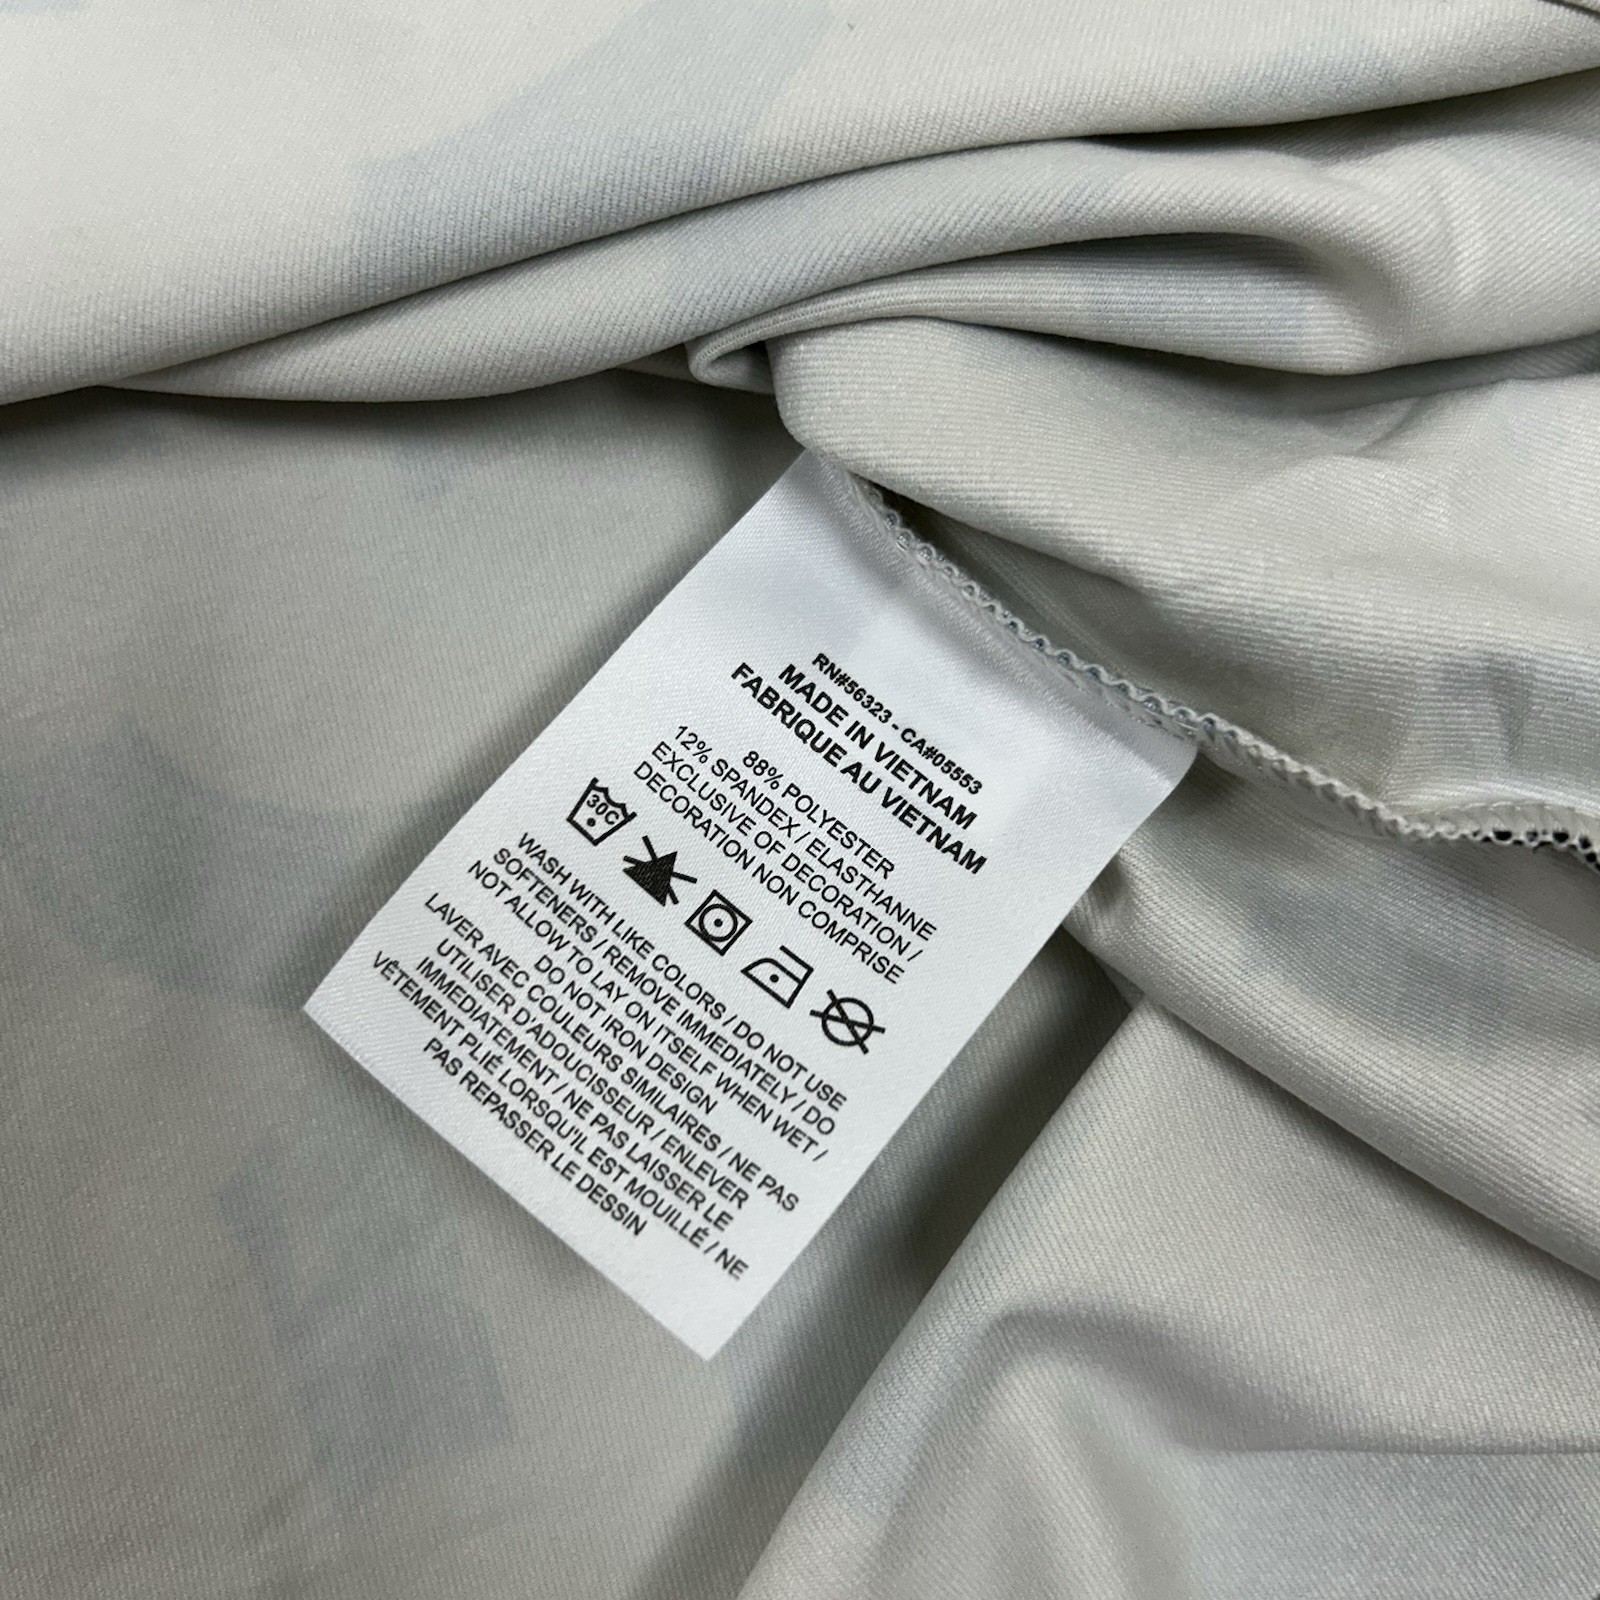 RN#56323 - CA#05553
MADE IN VIETNAM
FABRIQUE AU VIETNAM
88% POLYESTER
12% SPANDEX / ELASTHANNE
EXCLUSIVE OF DECORATION /
DECORATION NON COMPRISE
30C
WASH WITH LIKE COLORS / DO NOT USE
SOFTENERS / REMOVE IMMEDIATELY / DO
NOT ALLOW TO LAY ON ITSELF WHEN WET /
DO NOT IRON DESIGN
LAVER AVEC COULEURS SIMILAIRES / NE PAS
UTILISER D'ADOUCISSEUR / ENLEVER
IMMEDIATEMENT / NE PAS LAISSER LE
VÊTEMENT PLIÉ LORSQU'IL EST MOUILLÉ / NE
PAS REPASSER LE DESSIN